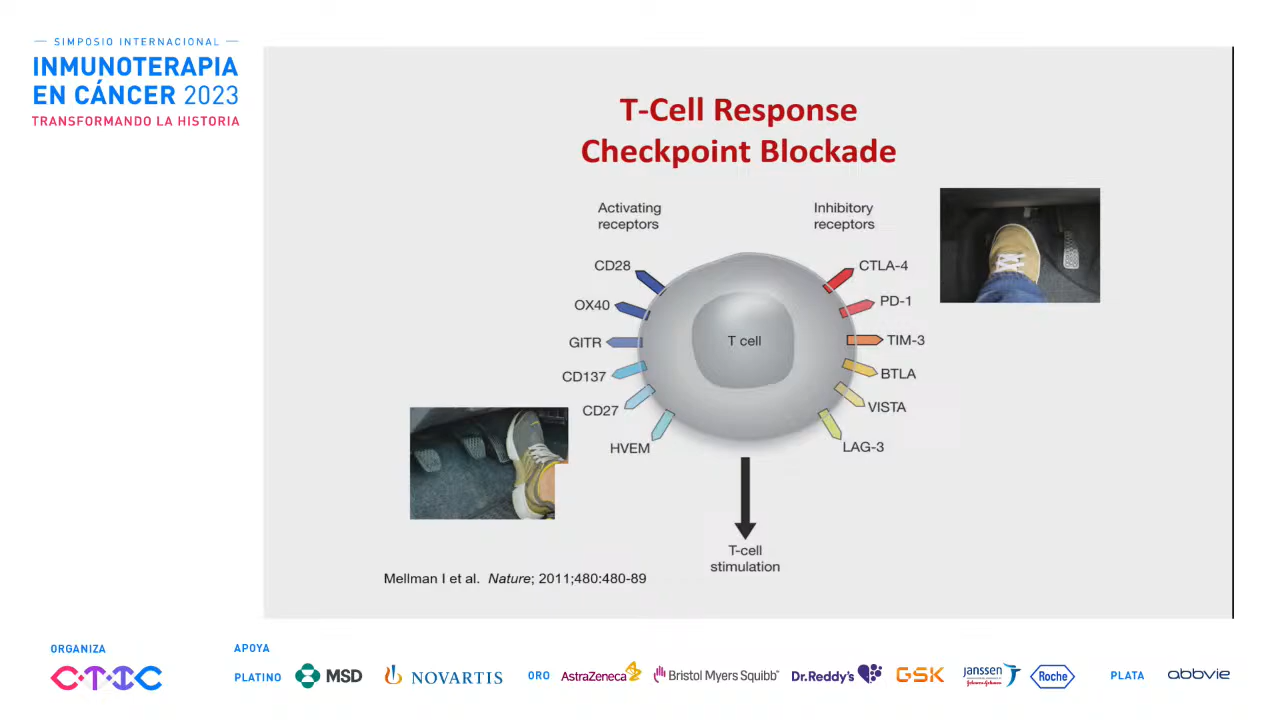 SIMPOSIO INTERNACIONAL
INMUNOTERAPIA
EN CÁNCER 2023
TRANSFORMANDO LA HISTORIA
T-Cell Response
Checkpoint Blockade
Activating
receptors
Inhibitory
receptors
CD28
OX40
GITR
CD137
CD27
HVEM
T cell
CTLA-4
PD-1
TIM-3
BTLA
VISTA
LAG-3
T-cell
stimulation
Mellman I et al. Nature; 2011;480:480-89
ORGANIZA
CTIC
APOYA
PLATINO
MSD
NOVARTIS
ORO
AstraZeneca
Bristol Myers Squibb
Dr.Reddy's
GSK
janssen
Johnson&Johnson
Roche
PLATA
abbvie